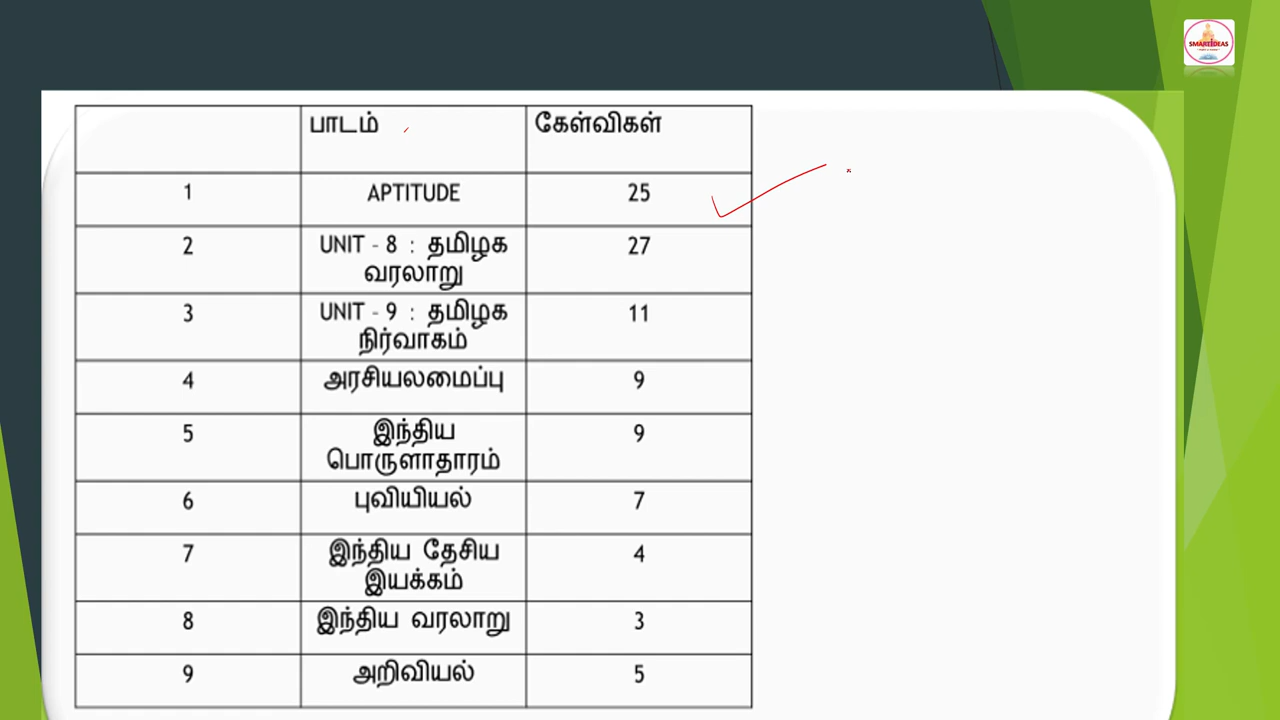 SMARTIDEAS
பாடம் கேள்விகள்
1 APTITUDE 25
2 UNIT - 8 : தமிழக 27
வரலாறு
3 UNIT - 9 : தமிழக 11
நிர்வாகம்
4 அரசியலமைப்பு 9
5 இந்திய 9
பொருளாதாரம்
6 புவியியல் 7
7 இந்திய தேசிய 4
இயக்கம்
8 இந்திய வரலாறு 3
9 அறிவியல் 5